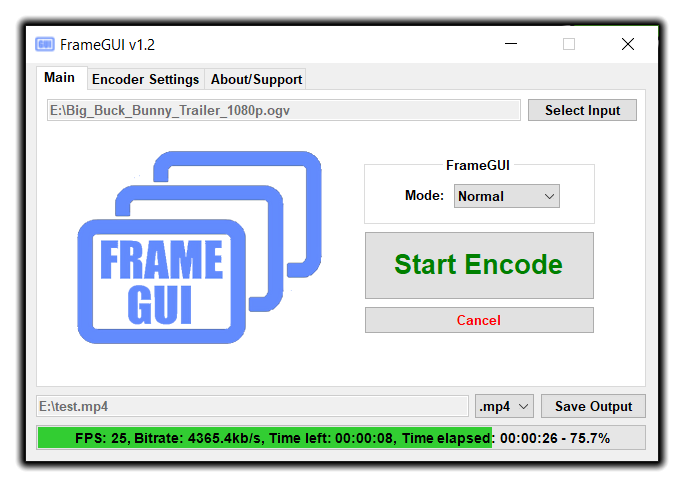 GUI FrameGUI v1.2
Main Encoder Settings About/Support
E:\Big_Buck_Bunny_Trailer_1080p.ogv Select Input
FrameGUI
Mode: Normal
FRAME
GUI
Start Encode
Cancel
E:\test.mp4 .mp4 Save Output
FPS: 25, Bitrate: 4365.4kb/s, Time left: 00:00:08, Time elapsed: 00:00:26 - 75.7%